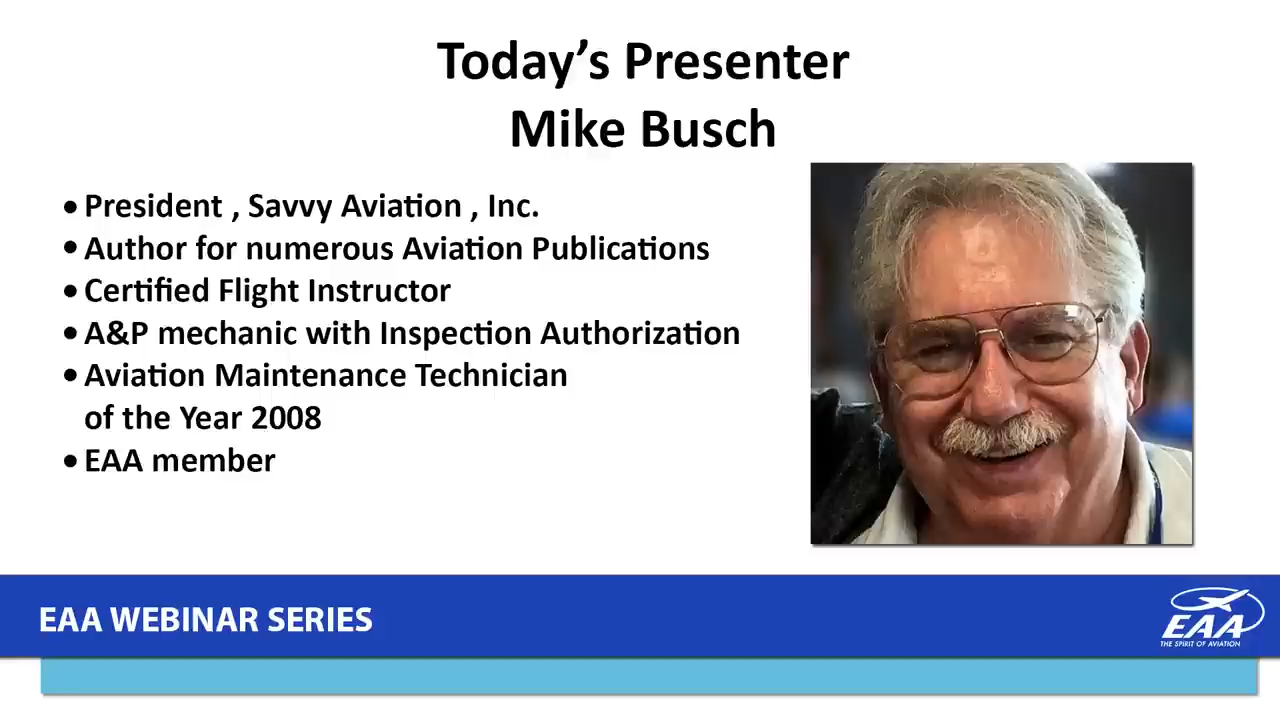 Today’s Presenter
Mike Busch
• President , Savvy Aviation , Inc.
• Author for numerous Aviation Publications
• Certified Flight Instructor
• A&P mechanic with Inspection Authorization
• Aviation Maintenance Technician
of the Year 2008
• EAA member
EAA WEBINAR SERIES
EAA
THE SPIRIT OF AVIATION